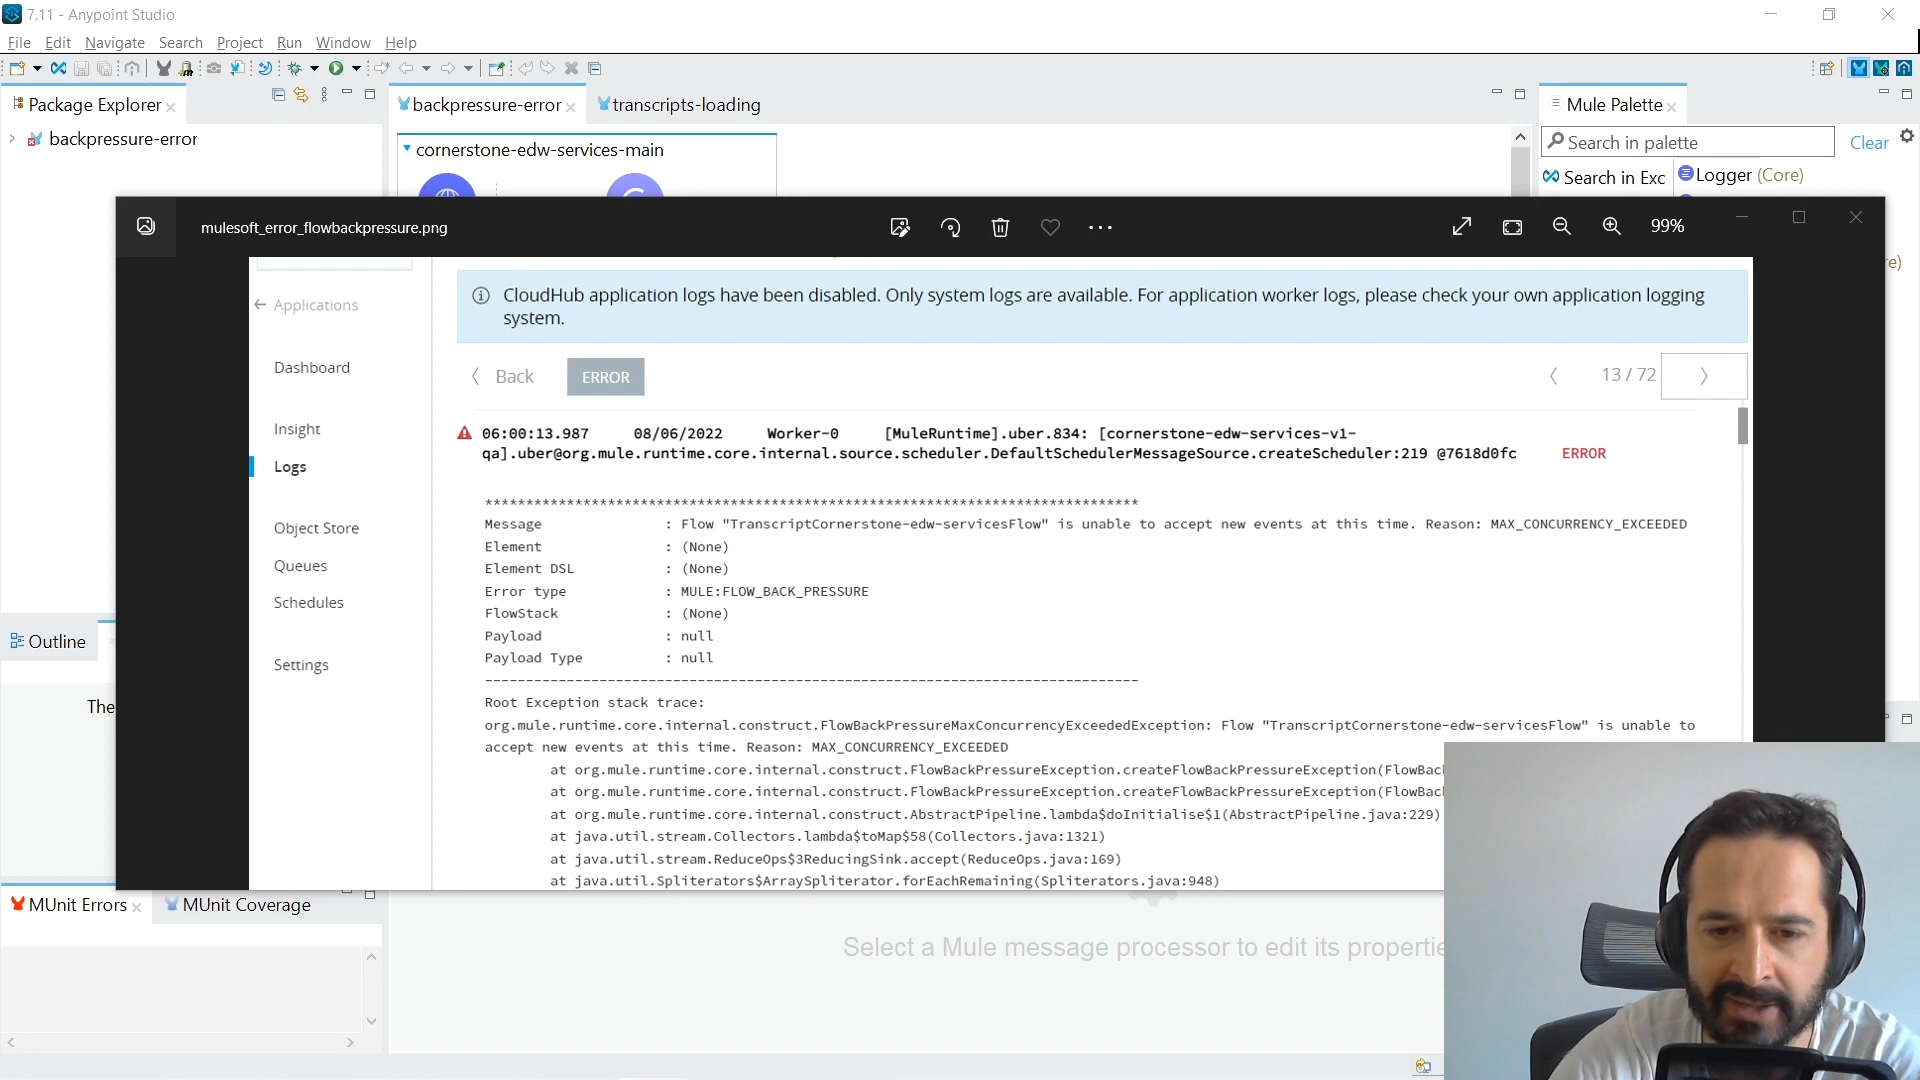 7.11 - Anypoint Studio
File Edit Navigate Search Project Run Window Help
Package Explorer
backpressure-error
backpressure-error
transcripts-loading
cornerstone-edw-services-main
Mule Palette
Search in palette
Clear
Search in Exc
Logger (Core)
re)
mulesoft_error_flowbackpressure.png
99%
Applications
Dashboard
Insight
Logs
Object Store
Queues
Schedules
Settings
CloudHub application logs have been disabled. Only system logs are available. For application worker logs, please check your own application logging
system.
Back
ERROR
13 / 72
06:00:13.987 08/06/2022 Worker-0 [MuleRuntime].uber.834: [cornerstone-edw-services-v1-
qa].uber@org.mule.runtime.core.internal.source.scheduler.DefaultSchedulerMessageSource.createScheduler:219 @7618d0fc ERROR
********************************************************************************
Message : Flow "TranscriptCornerstone-edw-servicesFlow" is unable to accept new events at this time. Reason: MAX_CONCURRENCY_EXCEEDED
Element : (None)
Element DSL : (None)
Error type : MULE:FLOW_BACK_PRESSURE
FlowStack : (None)
Payload : null
Payload Type : null
--------------------------------------------------------------------------------
Root Exception stack trace:
org.mule.runtime.core.internal.construct.FlowBackPressureMaxConcurrencyExceededException: Flow "TranscriptCornerstone-edw-servicesFlow" is unable to
accept new events at this time. Reason: MAX_CONCURRENCY_EXCEEDED
at org.mule.runtime.core.internal.construct.FlowBackPressureException.createFlowBackPressureException(FlowBac
at org.mule.runtime.core.internal.construct.FlowBackPressureException.createFlowBackPressureException(FlowBac
at org.mule.runtime.core.internal.construct.AbstractPipeline.lambda$doInitialise$1(AbstractPipeline.java:229)
at java.util.stream.Collectors.lambda$toMap$58(Collectors.java:1321)
at java.util.stream.ReduceOps$3ReducingSink.accept(ReduceOps.java:169)
at java.util.Spliterators$ArraySpliterator.forEachRemaining(Spliterators.java:948)
Outline
The
MUnit Errors
MUnit Coverage
Select a Mule message processor to edit its propertie